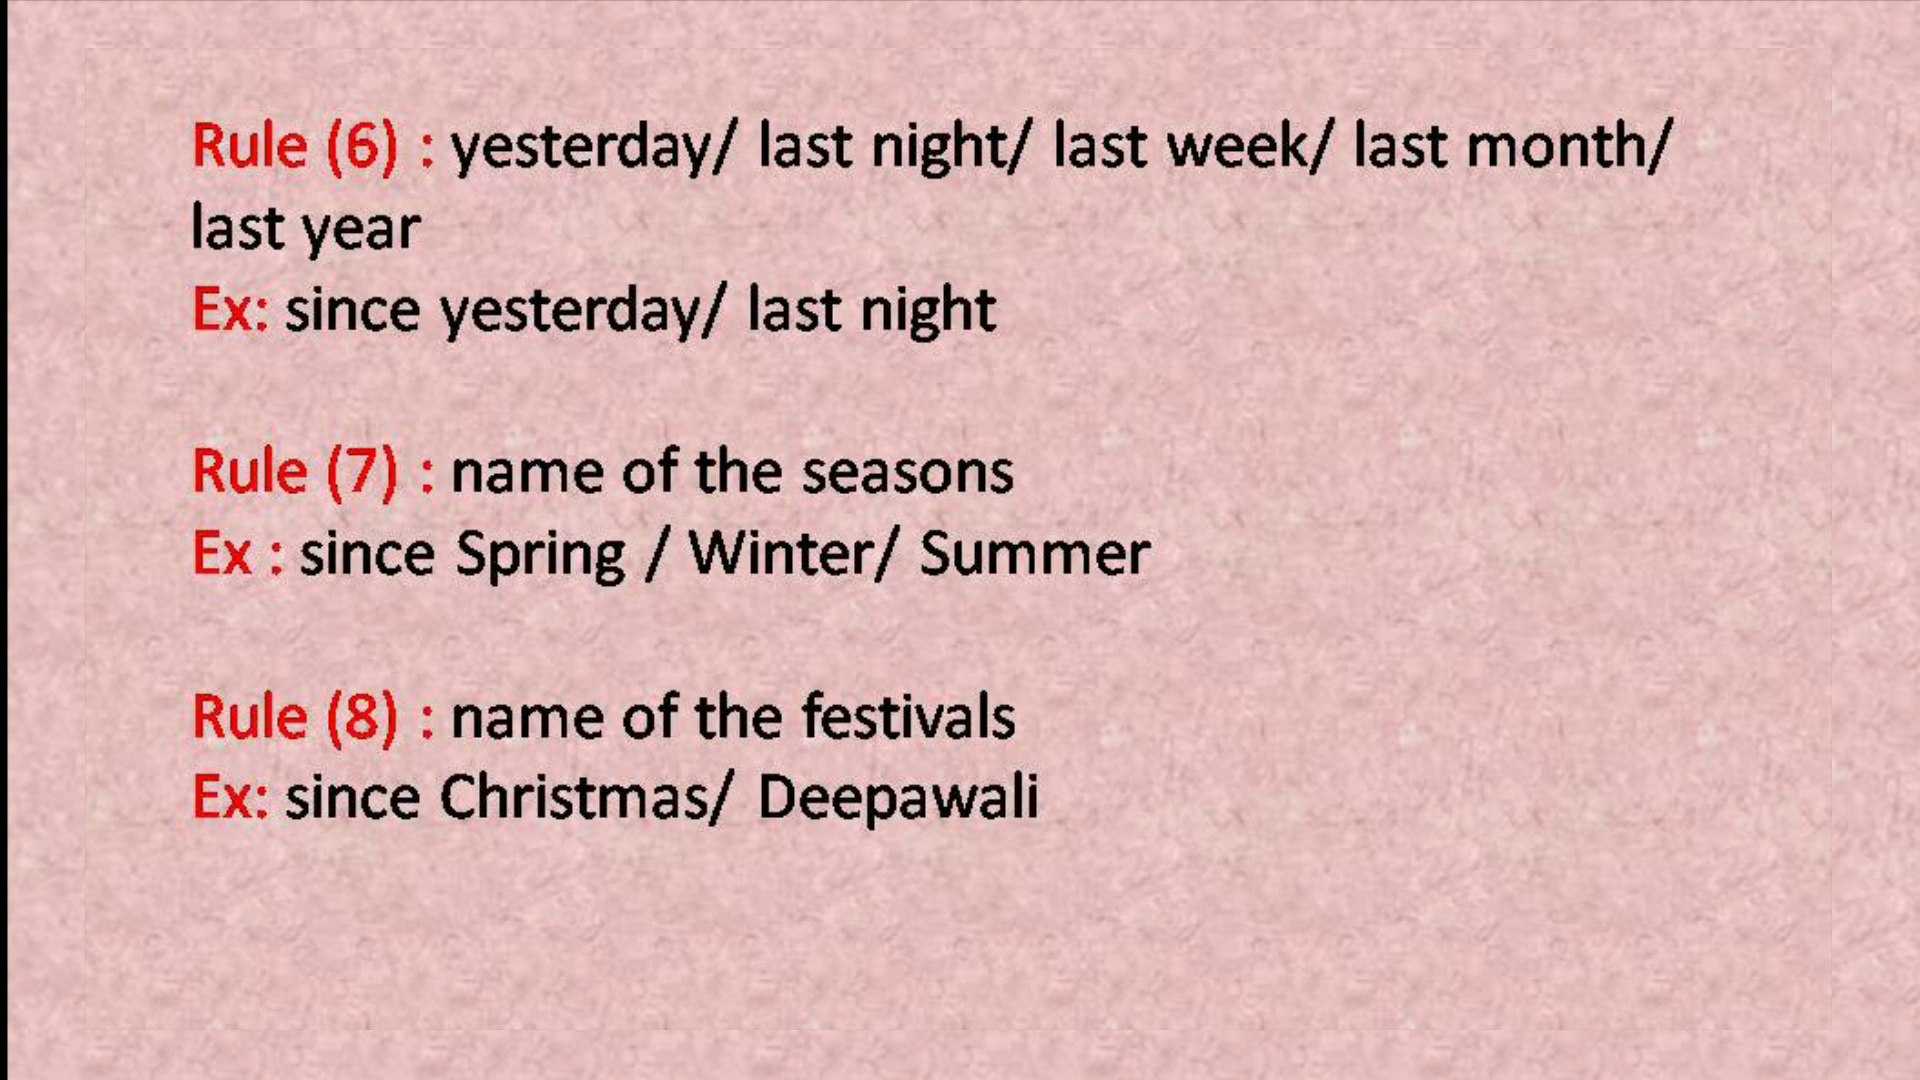 Rule (6) : yesterday/ last night/ last week/ last month/
last year
Ex: since yesterday/ last night
Rule (7) : name of the seasons
Ex : since Spring / Winter/ Summer
Rule (8) : name of the festivals
Ex: since Christmas/ Deepawali